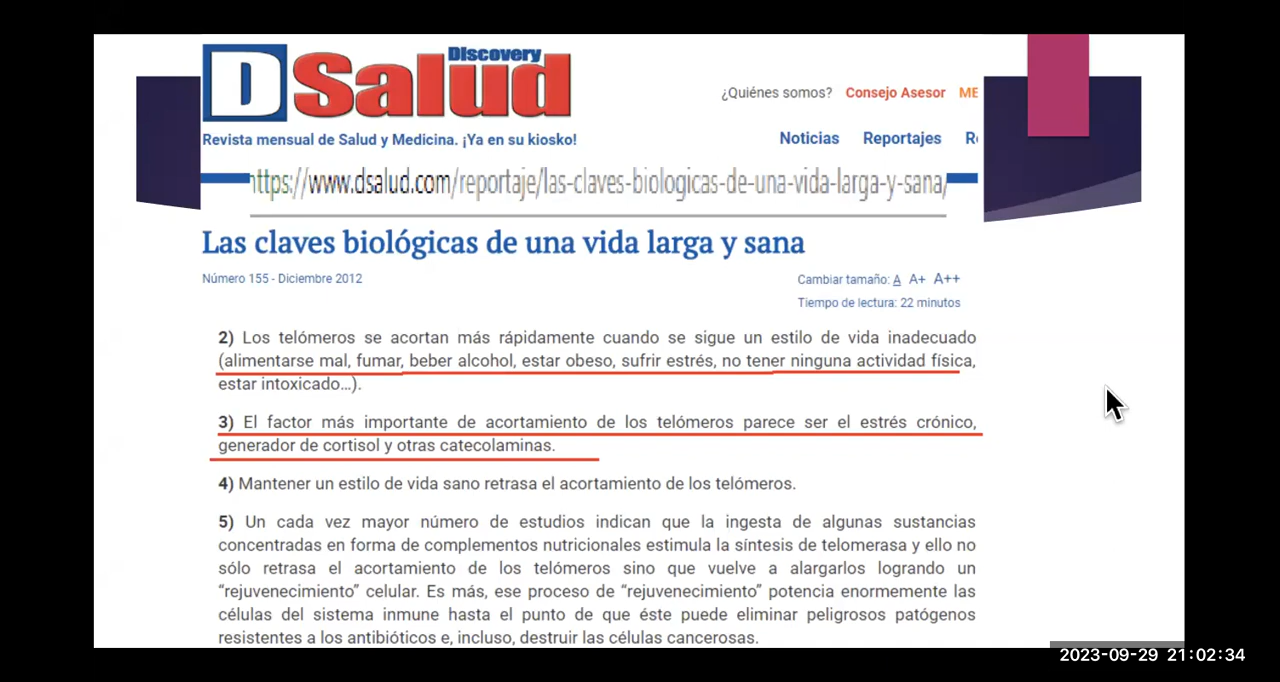 Discovery
DSalud
¿Quiénes somos? Consejo Asesor ME
Revista mensual de Salud y Medicina. ¡Ya en su kiosko!
Noticias Reportajes
https://www.dsalud.com/reportaje/las-claves-biologicas-de-una-vida-larga-y-sana/
Las claves biológicas de una vida larga y sana
Número 155 - Diciembre 2012
Cambiar tamaño: A A+ A++
Tiempo de lectura: 22 minutos
2) Los telómeros se acortan más rápidamente cuando se sigue un estilo de vida inadecuado
(alimentarse mal, fumar, beber alcohol, estar obeso, sufrir estrés, no tener ninguna actividad física,
estar intoxicado…).
3) El factor más importante de acortamiento de los telómeros parece ser el estrés crónico,
generador de cortisol y otras catecolaminas.
4) Mantener un estilo de vida sano retrasa el acortamiento de los telómeros.
5) Un cada vez mayor número de estudios indican que la ingesta de algunas sustancias
concentradas en forma de complementos nutricionales estimula la síntesis de telomerasa y ello no
sólo retrasa el acortamiento de los telómeros sino que vuelve a alargarlos logrando un
“rejuvenecimiento” celular. Es más, ese proceso de “rejuvenecimiento” potencia enormemente las
células del sistema inmune hasta el punto de que éste puede eliminar peligrosos patógenos
resistentes a los antibióticos e, incluso, destruir las células cancerosas.
2023-09-29 21:02:34